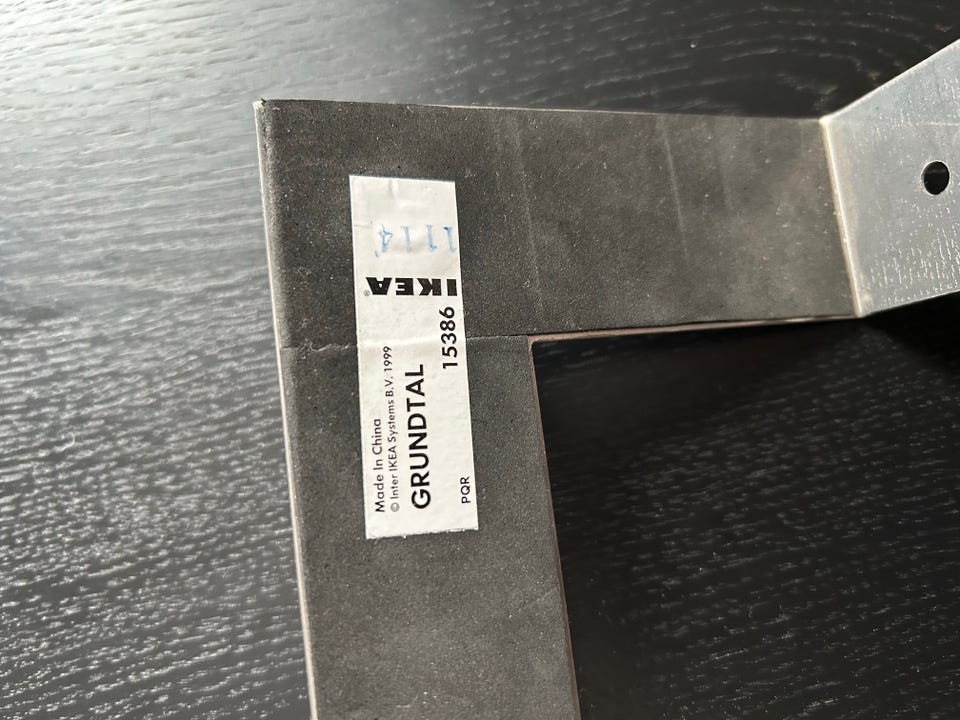 Made In China
© Inter IKEA Systems B.V. 1999
GRUNDTAL
PQR
15386
IKEA®
1114